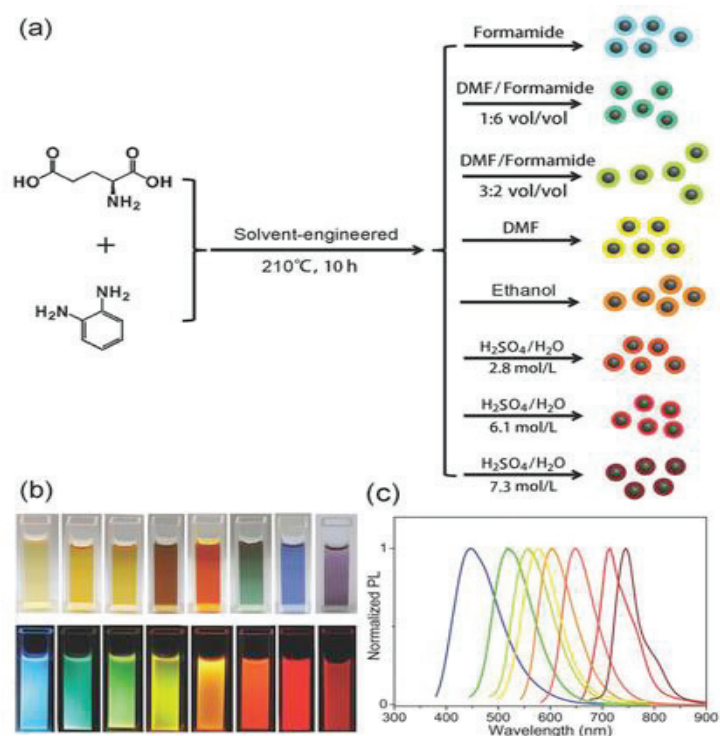 (a)
Formamide
DMF/Formamide
1:6 vol/vol
DMF/Formamide
3:2 vol/vol
DMF
Ethanol
H₂SO₄/H₂O
2.8 mol/L
H₂SO₄/H₂O
6.1 mol/L
H₂SO₄/H₂O
7.3 mol/L
O
O
HO
OH
NH₂
+
NH₂
H₂N
Solvent-engineered
210℃, 10 h
(b)
(c)
Normalized PL
1
0
300 400 500 600 700 800 900
Wavelength (nm)